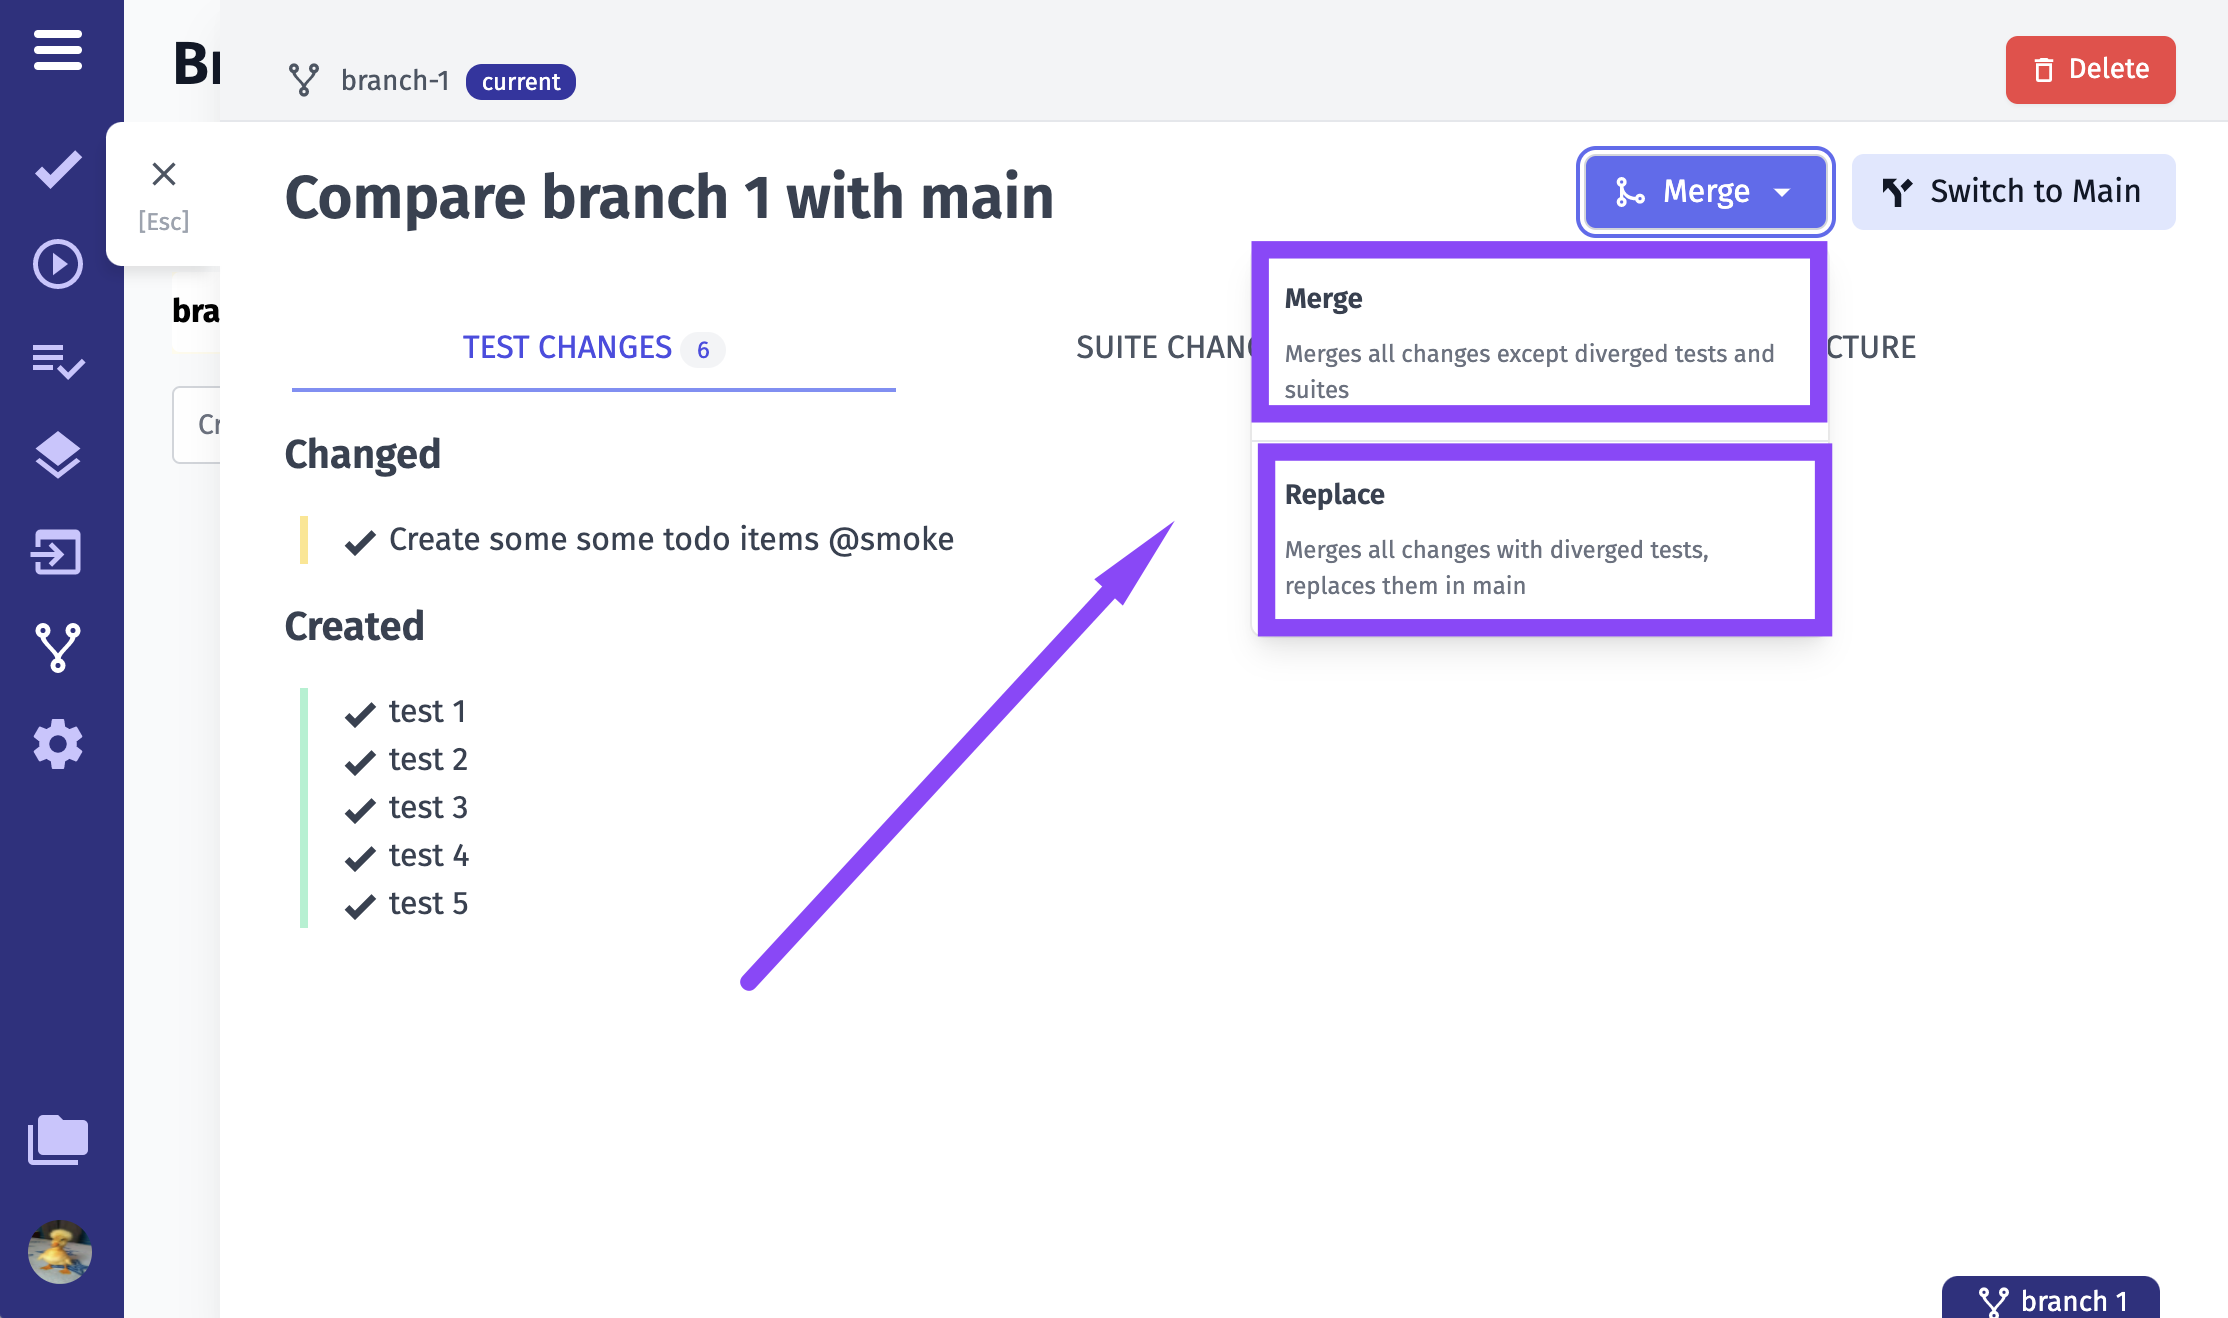 Br
branch-1 current
Delete
[Esc]
Compare branch 1 with main
Merge
Switch to Main
bra
Cr
TEST CHANGES 6
SUITE CHANG
CTURE
Merge
Merges all changes except diverged tests and
suites
Replace
Merges all changes with diverged tests,
replaces them in main
Changed
Create some some todo items @smoke
Created
test 1
test 2
test 3
test 4
test 5
branch 1